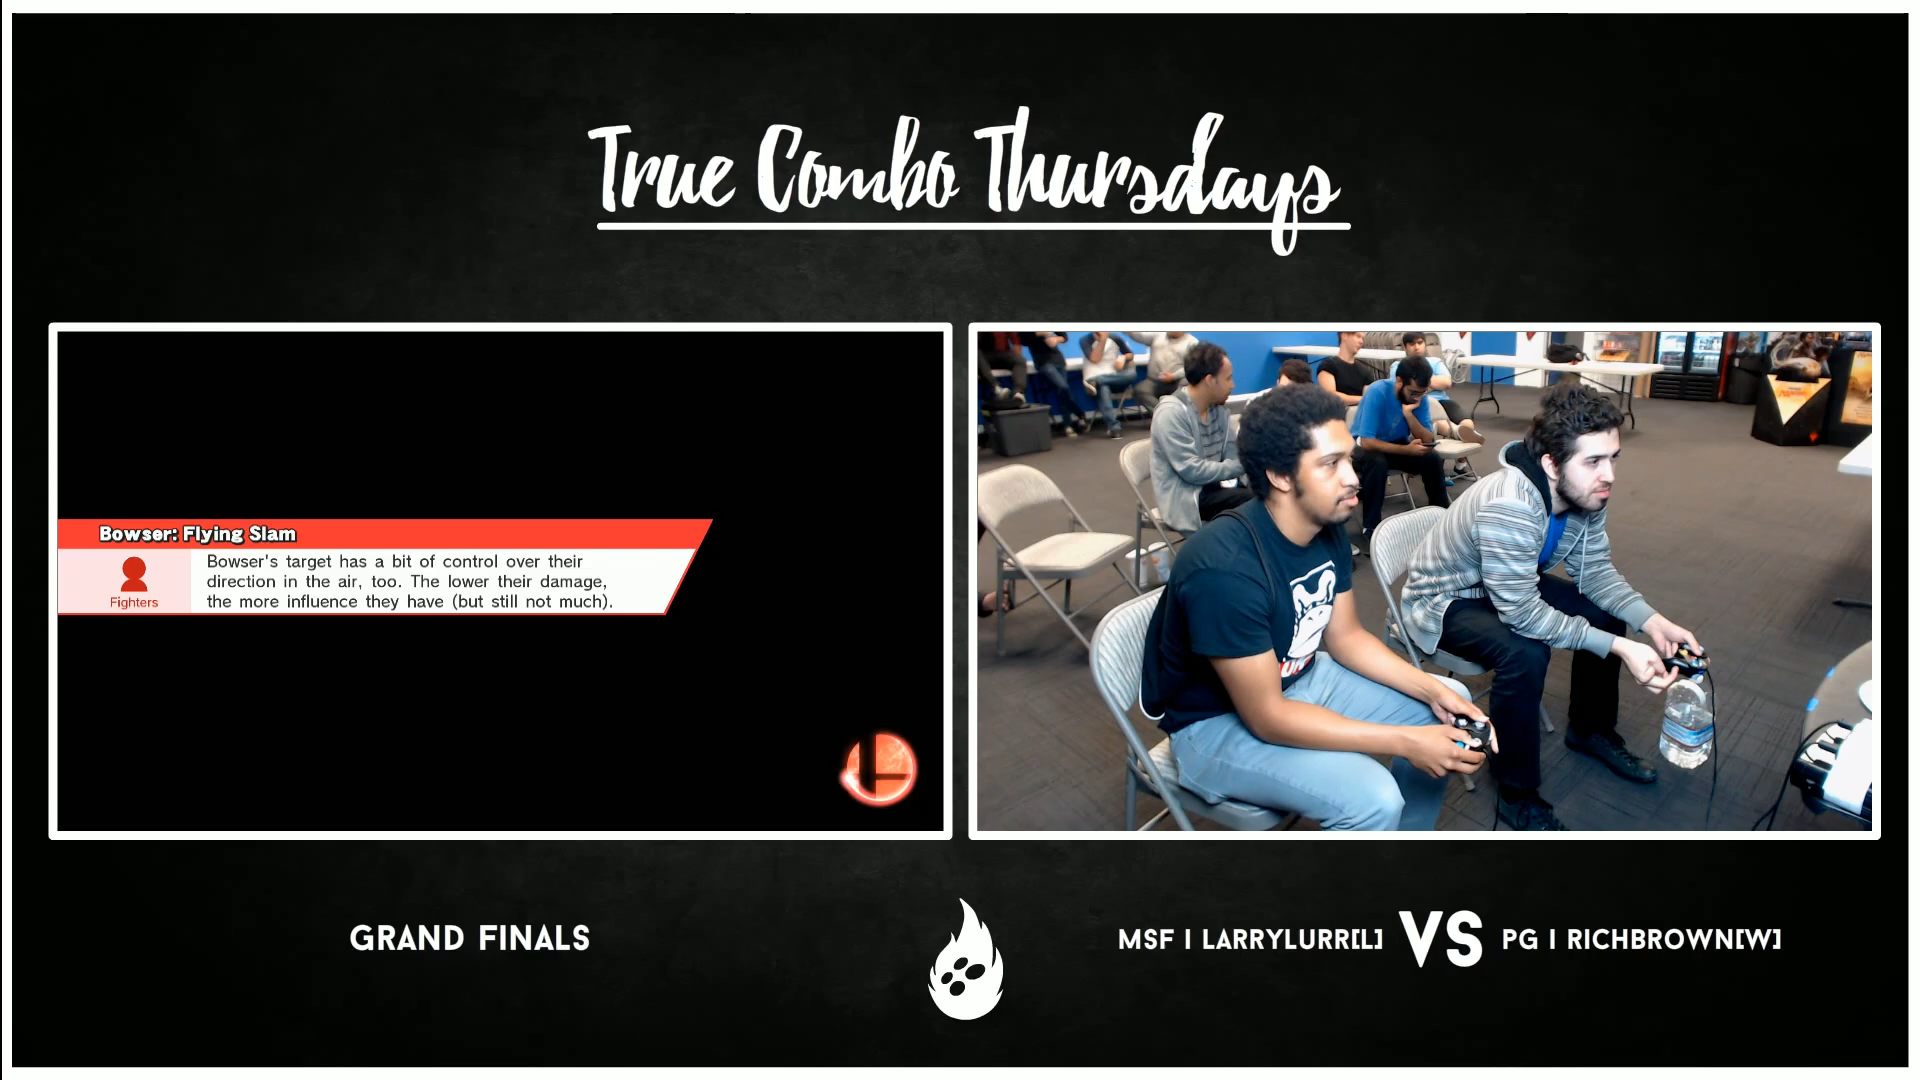 True Combo Thursdays
Bowser: Flying Slam
Fighters
Bowser's target has a bit of control over their
direction in the air, too. The lower their damage,
the more influence they have (but still not much).
GRAND FINALS
MSF | LARRYLURR[L] VS PG | RICHBROWN[W]